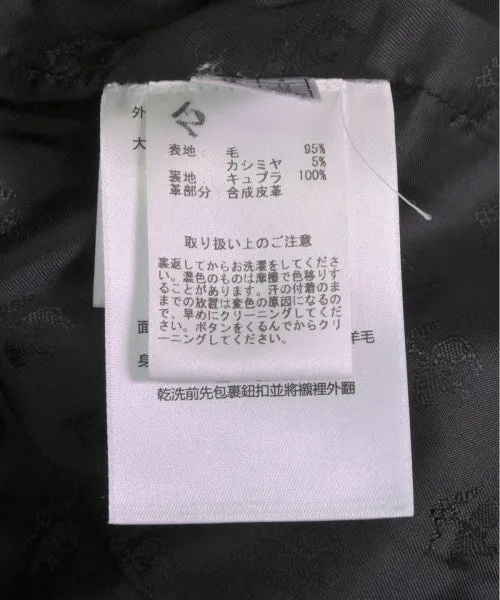 外
大
表地: 毛 95%
カシミヤ 5%
裏地: キュプラ 100%
革部分: 合成皮革
取り扱い上のご注意
裏返してからお洗濯をしてくださ
い。濃色のものは摩擦で色移りす
ることがあります。汗の付着のま
までの放置は変色の原因になるの
で、早めにクリーニングしてくだ
さい。ボタンをくるんでからクリ
ーニングしてください。
面
羊毛
身
乾洗前先包裹鈕扣並將襯裡外翻